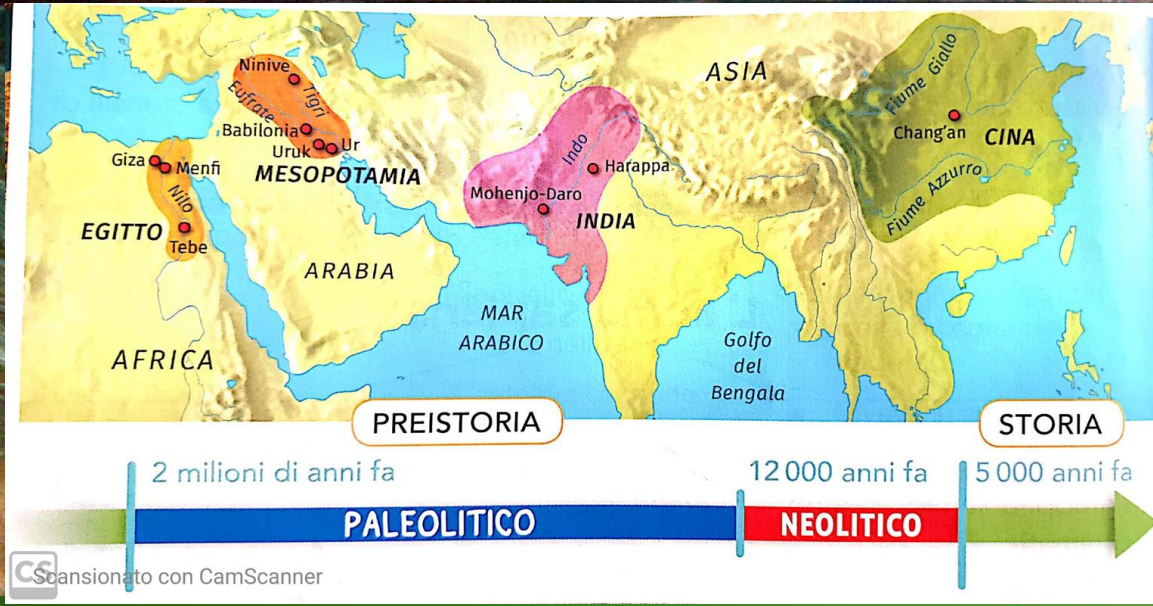 Ninive
Tigri
Eufrate
Babilonia
Uruk
Ur
MESOPOTAMIA
Giza
Menfi
Nilo
EGITTO
Tebe
ARABIA
AFRICA
ASIA
Indo
Harappa
Mohenjo-Daro
INDIA
MAR
ARABICO
Golfo
del
Bengala
Fiume Giallo
Chang'an
CINA
Fiume Azzurro
PREISTORIA
STORIA
2 milioni di anni fa
12 000 anni fa
5 000 anni fa
PALEOLITICO
NEOLITICO
CS
Scansionato con CamScanner